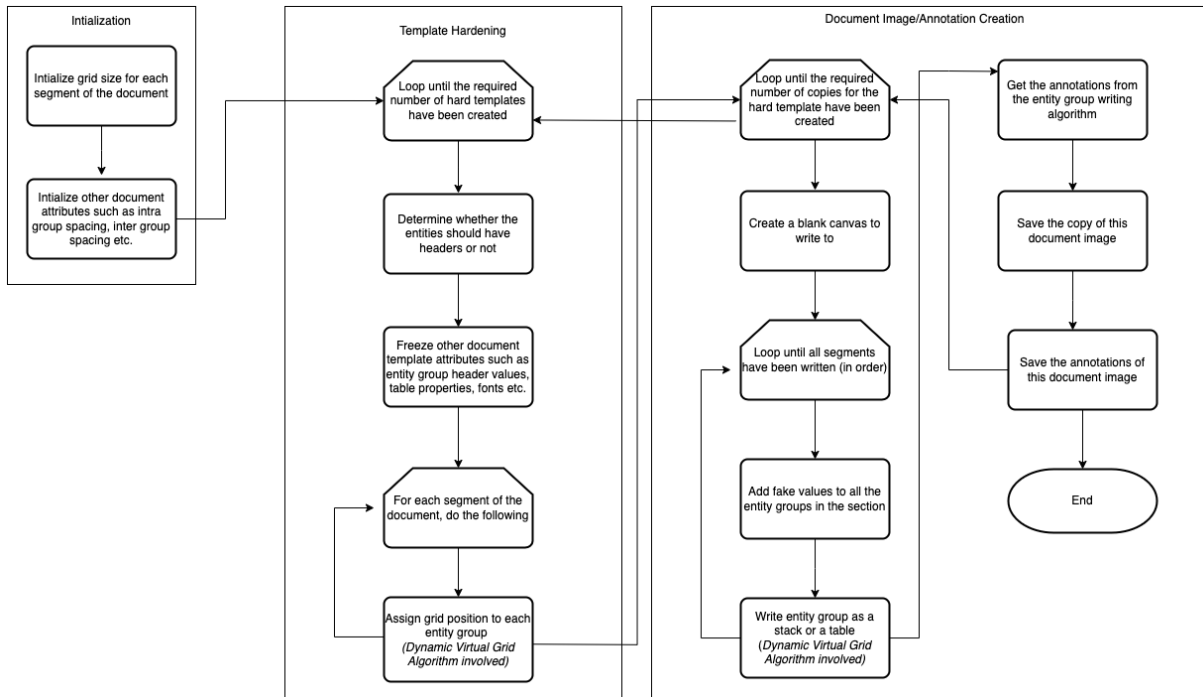 Intialization
Intialize grid size for each
segment of the document
Intialize other document
attributes such as intra
group spacing, inter group
spacing etc.
Template Hardening
Loop until the required
number of hard templates
have been created
Determine whether the
entities should have
headers or not
Freeze other document
template attributes such as
entity group header values,
table properties, fonts etc.
For each segment of the
document, do the following
Assign grid position to each
entity group
(Dynamic Virtual Grid
Algorithm involved)
Document Image/Annotation Creation
Loop until the required
number of copies for the
hard template have been
created
Create a blank canvas to
write to
Loop until all segments
have been written (in order)
Add fake values to all the
entity groups in the section
Write entity group as a
stack or a table
(Dynamic Virtual Grid
Algorithm involved)
Get the annotations from
the entity group writing
algorithm
Save the copy of this
document image
Save the annotations of
this document image
End